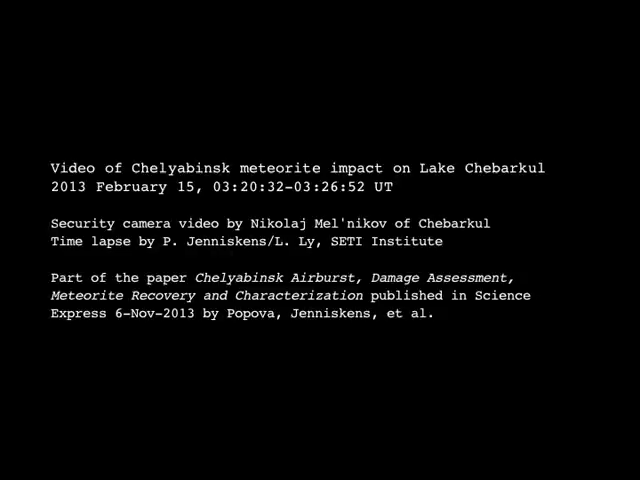 Video of Chelyabinsk meteorite impact on Lake Chebarkul
2013 February 15, 03:20:32-03:26:52 UT
Security camera video by Nikolaj Mel'nikov of Chebarkul
Time lapse by P. Jenniskens/L. Ly, SETI Institute
Part of the paper Chelyabinsk Airburst, Damage Assessment,
Meteorite Recovery and Characterization published in Science
Express 6-Nov-2013 by Popova, Jenniskens, et al.